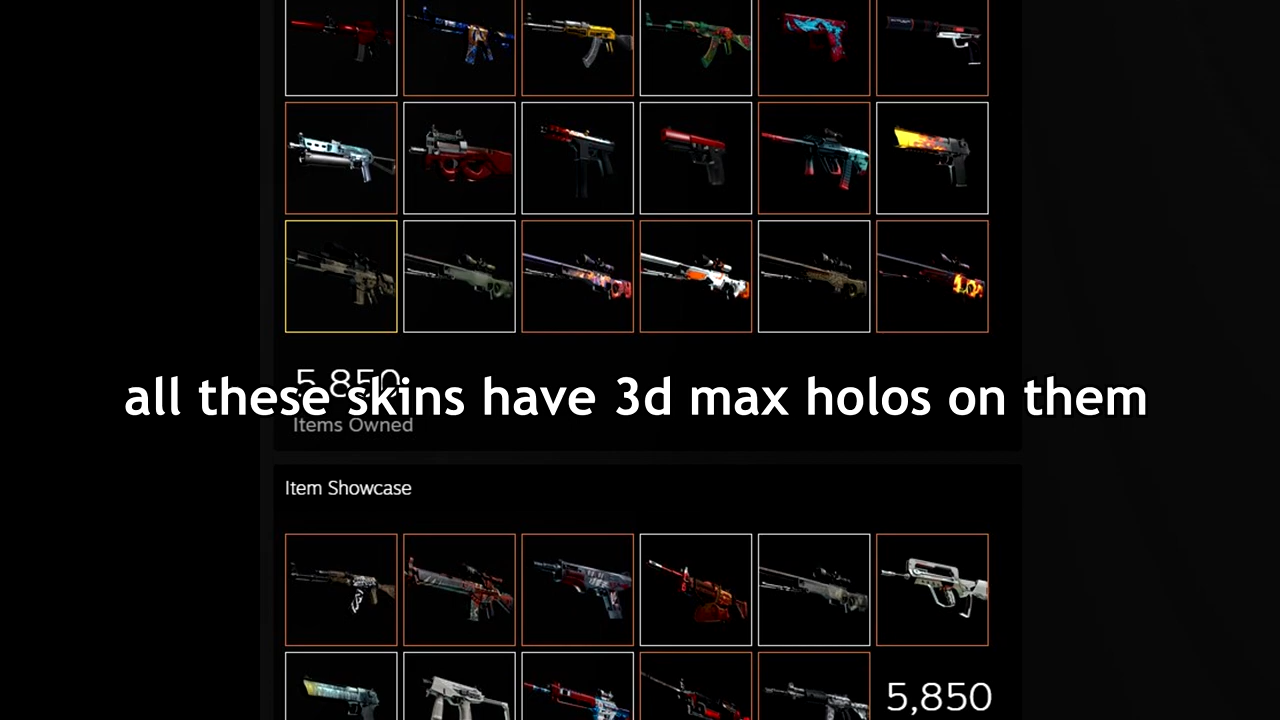 5,850
all these skins have 3d max holos on them
Items Owned
Item Showcase
5,850